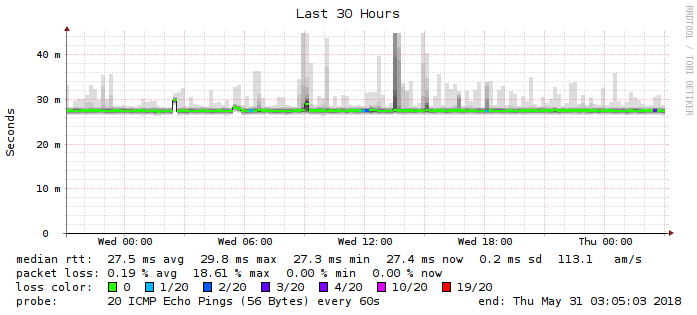 Last 30 Hours
RRDTOOL / TOBI OETIKER
Seconds
40 m
30 m
20 m
10 m
0
Wed 00:00 Wed 06:00 Wed 12:00 Wed 18:00 Thu 00:00
median rtt: 27.5 ms avg 29.8 ms max 27.3 ms min 27.4 ms now 0.2 ms sd 113.1 am/s
packet loss: 0.19 % avg 18.61 % max 0.00 % min 0.00 % now
loss color: 0 1/20 2/20 3/20 4/20 10/20 19/20
probe: 20 ICMP Echo Pings (56 Bytes) every 60s end: Thu May 31 03:05:03 2018